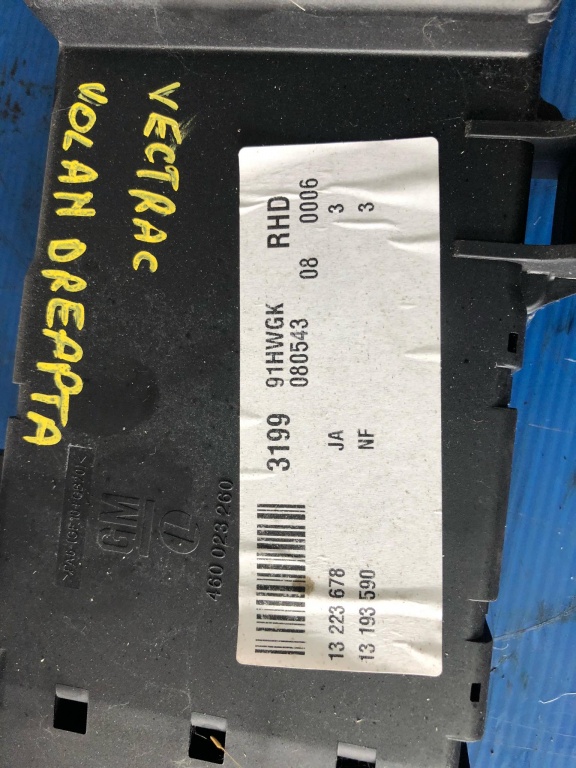 VECTRA C
VOLAN DREAPTA
GM
460 023 260
3199 91HWGK RHD
080543 08 0006
JA 3
NF 3
13 223 678
13 193 590